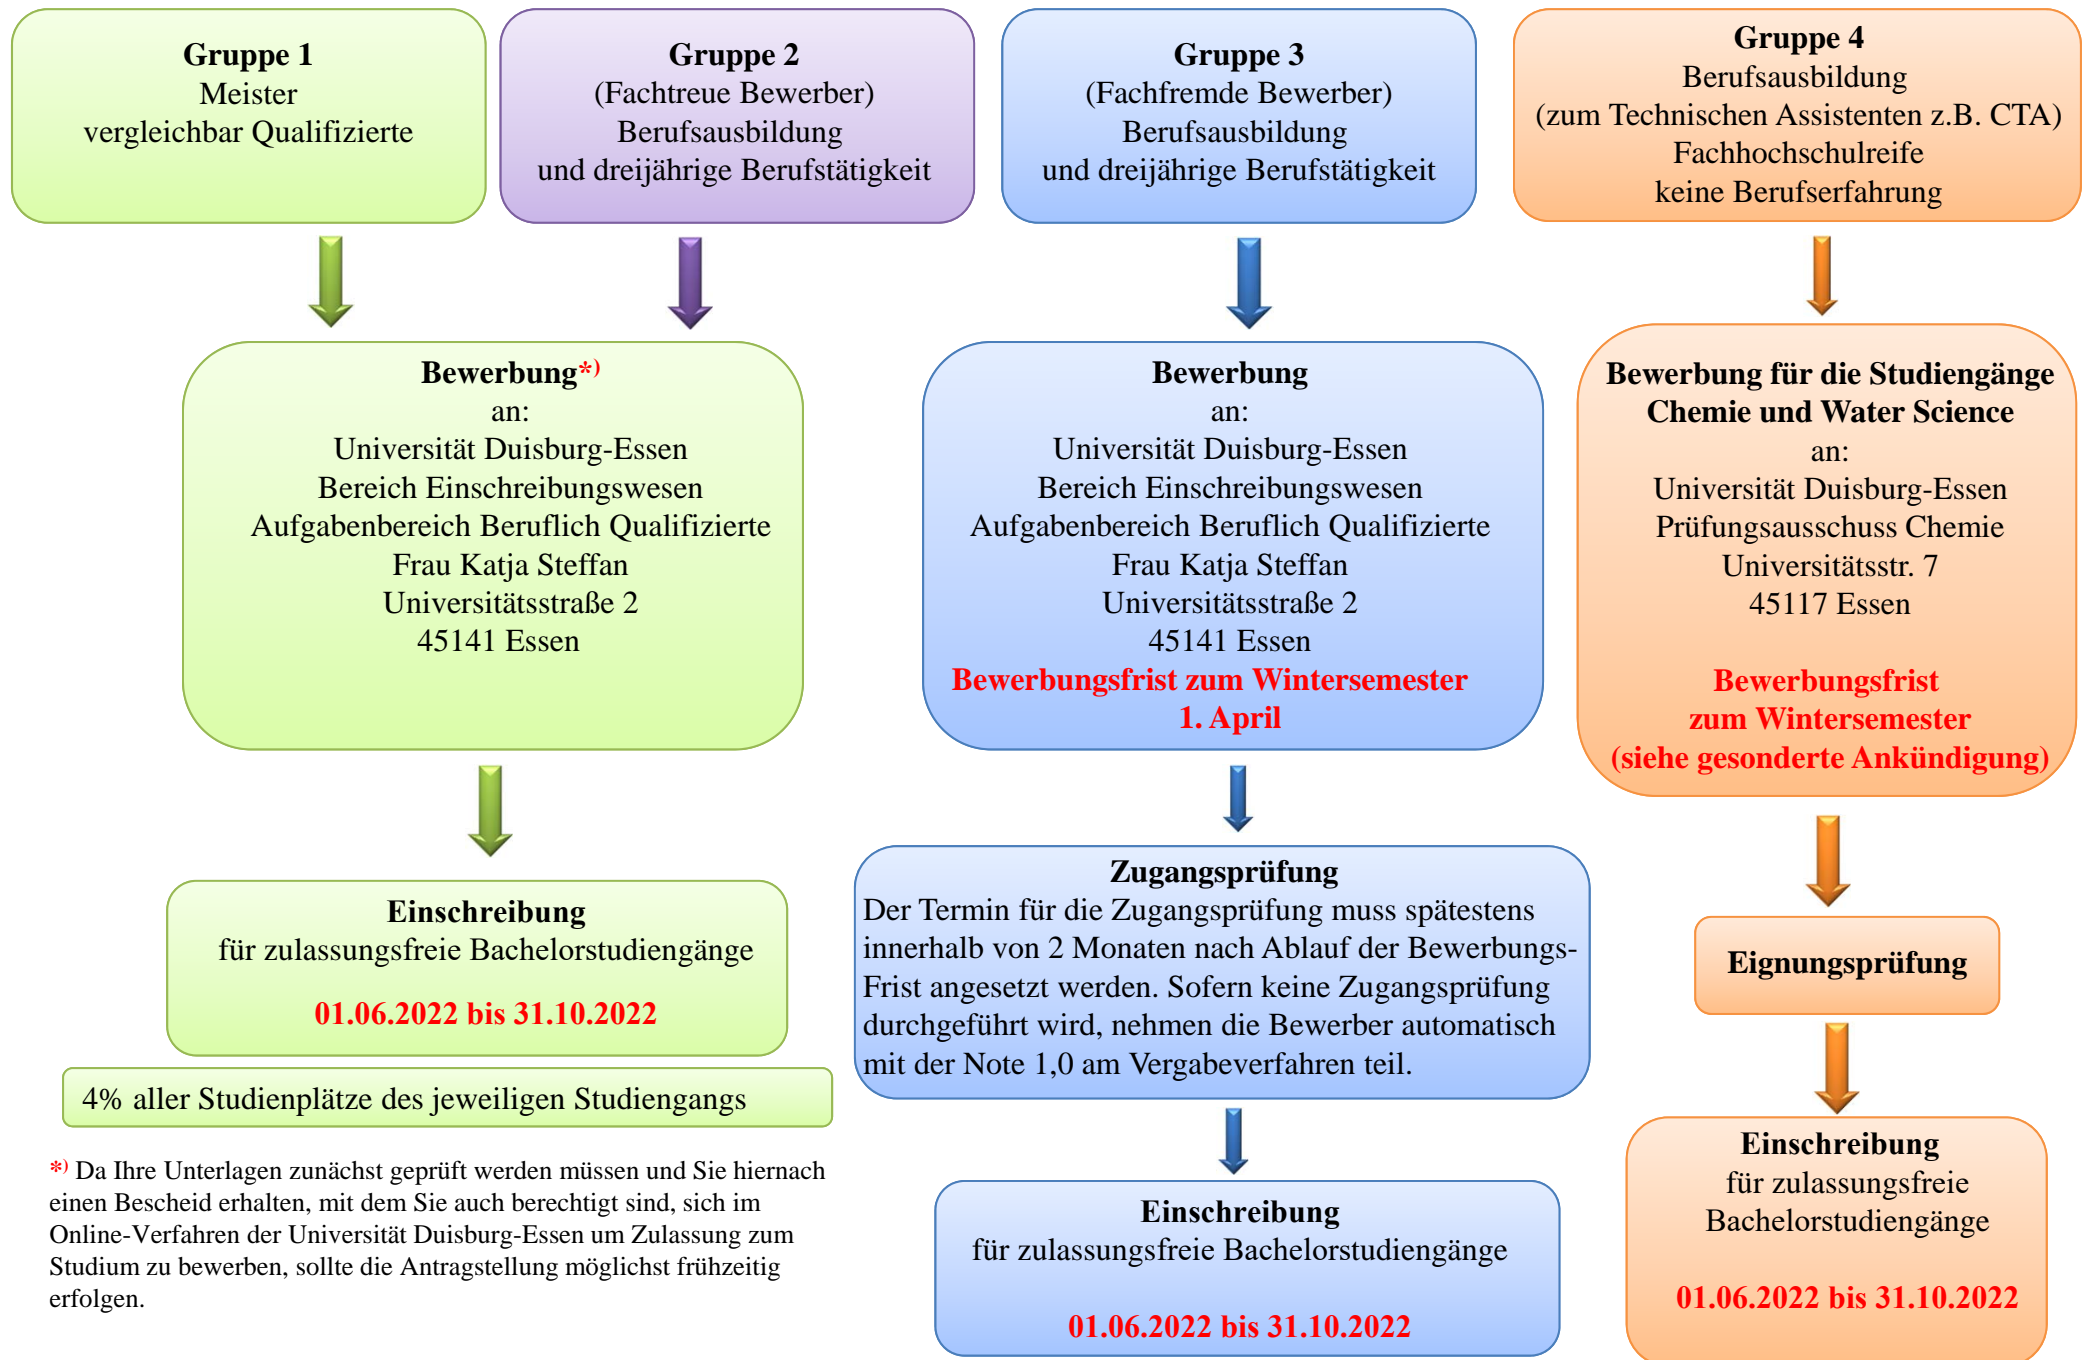 Gruppe 1
Meister
vergleichbar Qualifizierte
Gruppe 2
(Fachtreue Bewerber)
Berufsausbildung
und dreijährige Berufstätigkeit
Gruppe 3
(Fachfremde Bewerber)
Berufsausbildung
und dreijährige Berufstätigkeit
Gruppe 4
Berufsausbildung
(zum Technischen Assistenten z.B. CTA)
Fachhochschulreife
keine Berufserfahrung
Bewerbung*)
an:
Universität Duisburg-Essen
Bereich Einschreibungswesen
Aufgabenbereich Beruflich Qualifizierte
Frau Katja Steffan
Universitätsstraße 2
45141 Essen
Bewerbung
an:
Universität Duisburg-Essen
Bereich Einschreibungswesen
Aufgabenbereich Beruflich Qualifizierte
Frau Katja Steffan
Universitätsstraße 2
45141 Essen
Bewerbungsfrist zum Wintersemester
1. April
Bewerbung für die Studiengänge
Chemie und Water Science
an:
Universität Duisburg-Essen
Prüfungsausschuss Chemie
Universitätsstr. 7
45117 Essen
Bewerbungsfrist
zum Wintersemester
(siehe gesonderte Ankündigung)
Einschreibung
für zulassungsfreie Bachelorstudiengänge
01.06.2022 bis 31.10.2022
4% aller Studienplätze des jeweiligen Studiengangs
*) Da Ihre Unterlagen zunächst geprüft werden müssen und Sie hiernach
einen Bescheid erhalten, mit dem Sie auch berechtigt sind, sich im
Online-Verfahren der Universität Duisburg-Essen um Zulassung zum
Studium zu bewerben, sollte die Antragstellung möglichst frühzeitig
erfolgen.
Zugangsprüfung
Der Termin für die Zugangsprüfung muss spätestens
innerhalb von 2 Monaten nach Ablauf der Bewerbungs-
Frist angesetzt werden. Sofern keine Zugangsprüfung
durchgeführt wird, nehmen die Bewerber automatisch
mit der Note 1,0 am Vergabeverfahren teil.
Einschreibung
für zulassungsfreie Bachelorstudiengänge
01.06.2022 bis 31.10.2022
Eignungsprüfung
Einschreibung
für zulassungsfreie
Bachelorstudiengänge
01.06.2022 bis 31.10.2022